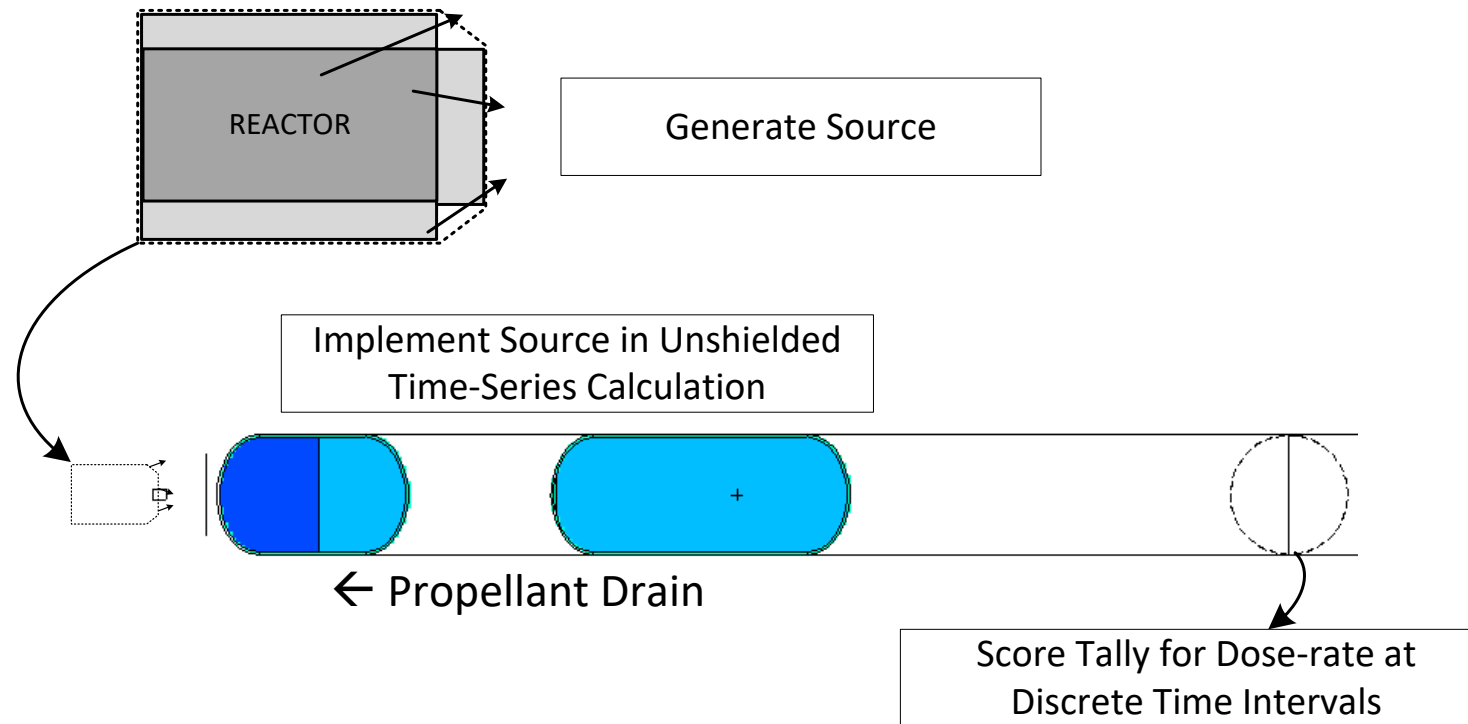 REACTOR
Generate Source
Implement Source in Unshielded
Time-Series Calculation
← Propellant Drain
Score Tally for Dose-rate at
Discrete Time Intervals